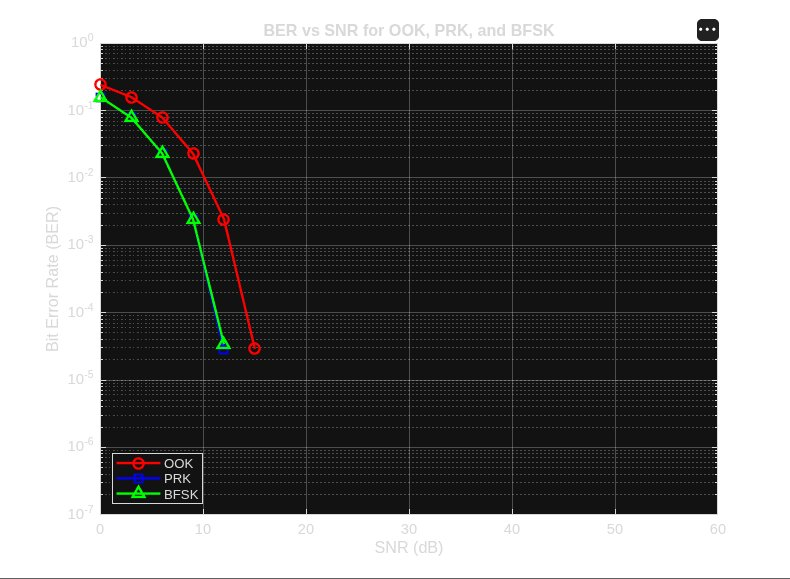 BER vs SNR for OOK, PRK, and BFSK
10^0
10^-1
10^-2
10^-3
10^-4
10^-5
10^-6
10^-7
Bit Error Rate (BER)
OOK
PRK
BFSK
0 10 20 30 40 50 60
SNR (dB)